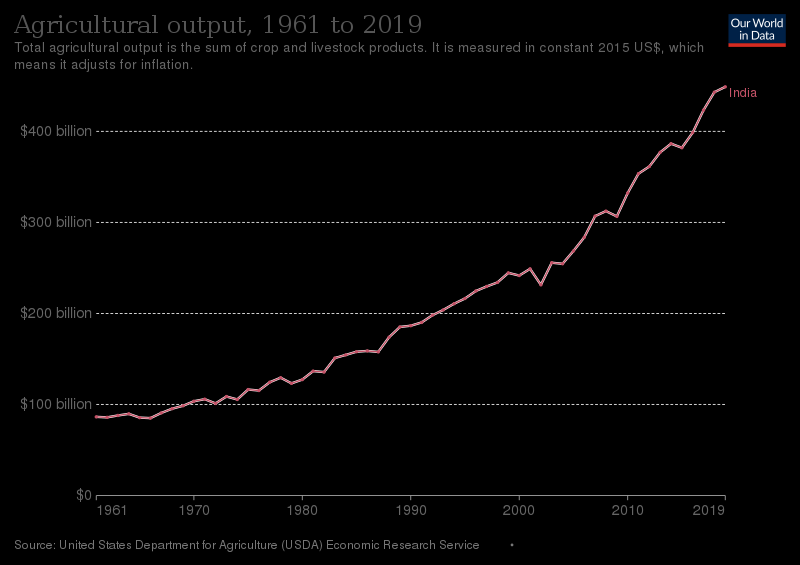 Agricultural output, 1961 to 2019
Our World
in Data
Total agricultural output is the sum of crop and livestock products. It is measured in constant 2015 US$, which
means it adjusts for inflation.
India
$400 billion
$300 billion
$200 billion
$100 billion
$0
1961 1970 1980 1990 2000 2010 2019
Source: United States Department for Agriculture (USDA) Economic Research Service •